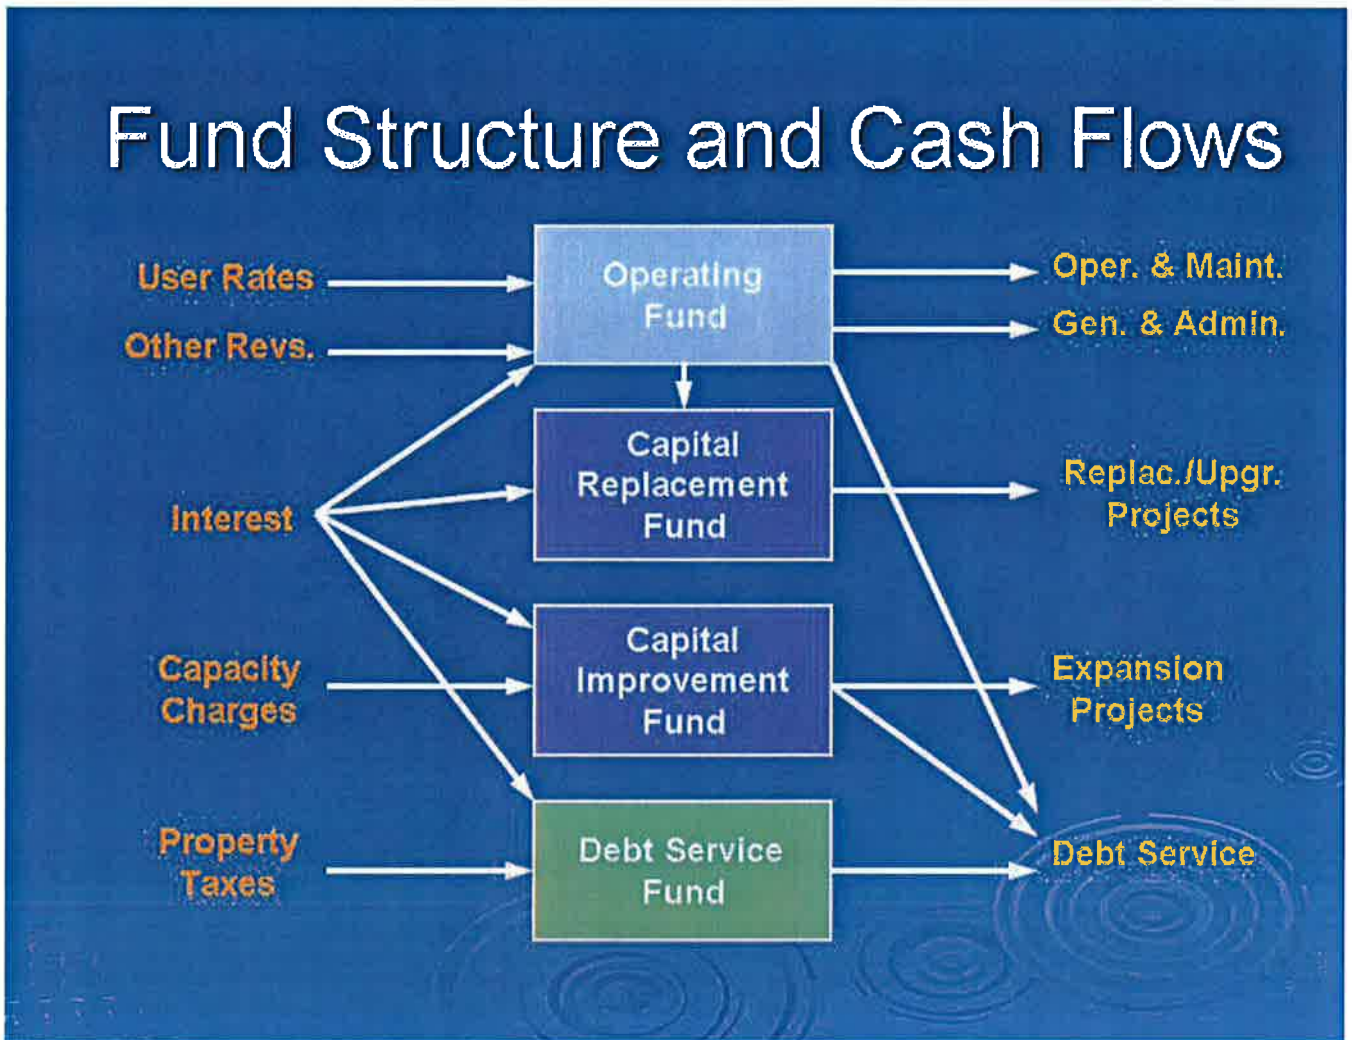 Fund Structure and Cash Flows
User Rates
Other Revs.
Interest
Capacity
Charges
Property
Taxes
Operating
Fund
Capital
Replacement
Fund
Capital
Improvement
Fund
Debt Service
Fund
Oper. & Maint.
Gen. & Admin.
Replac./Upgr.
Projects
Expansion
Projects
Debt Service